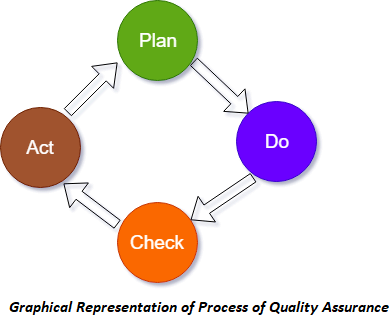 Plan
Do
Check
Act
Graphical Representation of Process of Quality Assurance